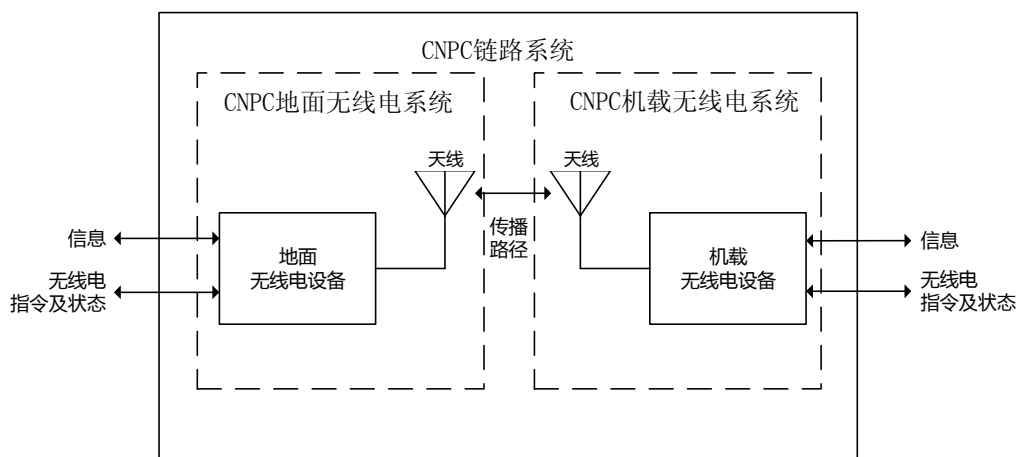 CNPC链路系统
CNPC地面无线电系统
CNPC机载无线电系统
天线
天线
传播
路径
信息
无线电
指令及状态
地面
无线电设备
机载
无线电设备
信息
无线电
指令及状态